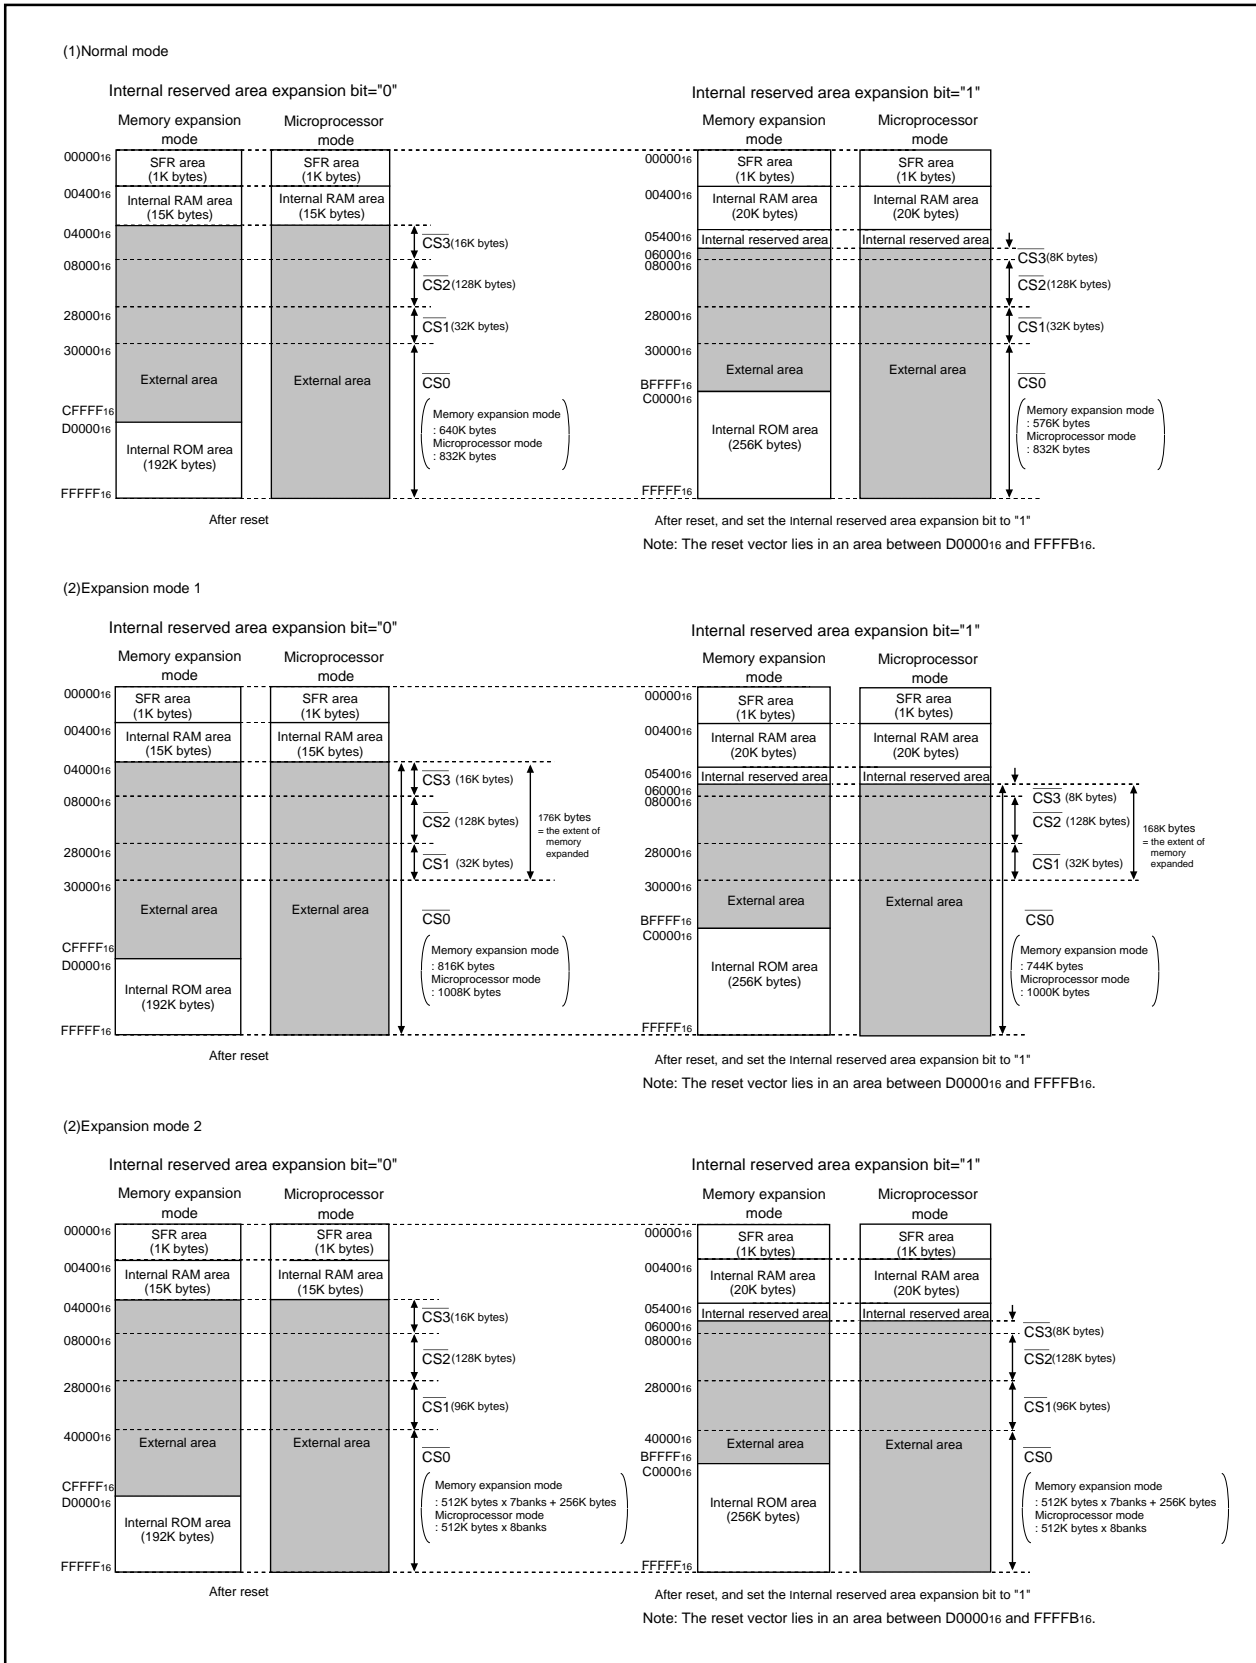 (1)Normal mode
Internal reserved area expansion bit="0"
Memory expansion
mode
Microprocessor
mode
0000016
SFR area
(1K bytes)
SFR area
(1K bytes)
0040016
Internal RAM area
(15K bytes)
Internal RAM area
(15K bytes)
0400016
CS3 (16K bytes)
0800016
CS2 (128K bytes)
2800016
CS1 (32K bytes)
3000016
External area
External area
CS0
Memory expansion mode
: 640K bytes
Microprocessor mode
: 832K bytes
CFFFF16
D000016
Internal ROM area
(192K bytes)
FFFFF16
After reset
Internal reserved area expansion bit="1"
Memory expansion
mode
Microprocessor
mode
0000016
SFR area
(1K bytes)
SFR area
(1K bytes)
0040016
Internal RAM area
(20K bytes)
Internal RAM area
(20K bytes)
0540016
Internal reserved area
Internal reserved area
0600016
CS3 (8K bytes)
0800016
CS2 (128K bytes)
2800016
CS1 (32K bytes)
3000016
External area
External area
CS0
BFFFF16
C000016
Memory expansion mode
: 576K bytes
Microprocessor mode
: 832K bytes
Internal ROM area
(256K bytes)
FFFFF16
After reset, and set the Internal reserved area expansion bit to "1"
Note: The reset vector lies in an area between D000016 and FFFFB16.
(2)Expansion mode 1
Internal reserved area expansion bit="0"
Memory expansion
mode
Microprocessor
mode
0000016
SFR area
(1K bytes)
SFR area
(1K bytes)
0040016
Internal RAM area
(15K bytes)
Internal RAM area
(15K bytes)
0400016
CS3 (16K bytes)
0800016
CS2 (128K bytes)
176K bytes
= the extent of
memory
expanded
2800016
CS1 (32K bytes)
3000016
External area
External area
CS0
CFFFF16
D000016
Memory expansion mode
: 816K bytes
Microprocessor mode
: 1008K bytes
Internal ROM area
(192K bytes)
FFFFF16
After reset
Internal reserved area expansion bit="1"
Memory expansion
mode
Microprocessor
mode
0000016
SFR area
(1K bytes)
SFR area
(1K bytes)
0040016
Internal RAM area
(20K bytes)
Internal RAM area
(20K bytes)
0540016
Internal reserved area
Internal reserved area
0600016
CS3 (8K bytes)
0800016
CS2 (128K bytes)
168K bytes
= the extent of
memory
expanded
2800016
CS1 (32K bytes)
3000016
External area
External area
CS0
BFFFF16
C000016
Memory expansion mode
: 744K bytes
Microprocessor mode
: 1000K bytes
Internal ROM area
(256K bytes)
FFFFF16
After reset, and set the Internal reserved area expansion bit to "1"
Note: The reset vector lies in an area between D000016 and FFFFB16.
(2)Expansion mode 2
Internal reserved area expansion bit="0"
Memory expansion
mode
Microprocessor
mode
0000016
SFR area
(1K bytes)
SFR area
(1K bytes)
0040016
Internal RAM area
(15K bytes)
Internal RAM area
(15K bytes)
0400016
CS3 (16K bytes)
0800016
CS2 (128K bytes)
2800016
CS1 (96K bytes)
4000016
External area
External area
CS0
CFFFF16
D000016
Memory expansion mode
: 512K bytes x 7banks + 256K bytes
Microprocessor mode
: 512K bytes x 8banks
Internal ROM area
(192K bytes)
FFFFF16
After reset
Internal reserved area expansion bit="1"
Memory expansion
mode
Microprocessor
mode
0000016
SFR area
(1K bytes)
SFR area
(1K bytes)
0040016
Internal RAM area
(20K bytes)
Internal RAM area
(20K bytes)
0540016
Internal reserved area
Internal reserved area
0600016
CS3 (8K bytes)
0800016
CS2 (128K bytes)
2800016
CS1 (96K bytes)
4000016
External area
External area
CS0
BFFFF16
C000016
Memory expansion mode
: 512K bytes x 7banks + 256K bytes
Microprocessor mode
: 512K bytes x 8banks
Internal ROM area
(256K bytes)
FFFFF16
After reset, and set the Internal reserved area expansion bit to "1"
Note: The reset vector lies in an area between D000016 and FFFFB16.